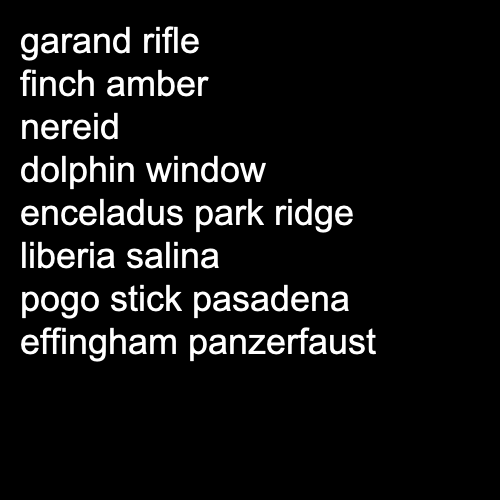 garand rifle
finch amber
nereid
dolphin window
enceladus park ridge
liberia salina
pogo stick pasadena
effingham panzerfaust